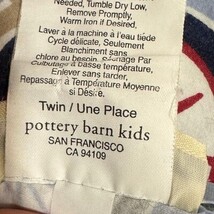 Needed, Tumble Dry Low,
Remove Promptly,
Warm Iron if Desired.
Laver à la machine à l'eau tiède
Cycle délicate, Seulement
Blanchiment sans
chlore au besoin. Par
Culbutage à basse température,
Enlever sans tarder.
Repassage à Température Moyenne
si Désiré.
Twin / Une Place
pottery barn kids
SAN FRANCISCO
CA 94109